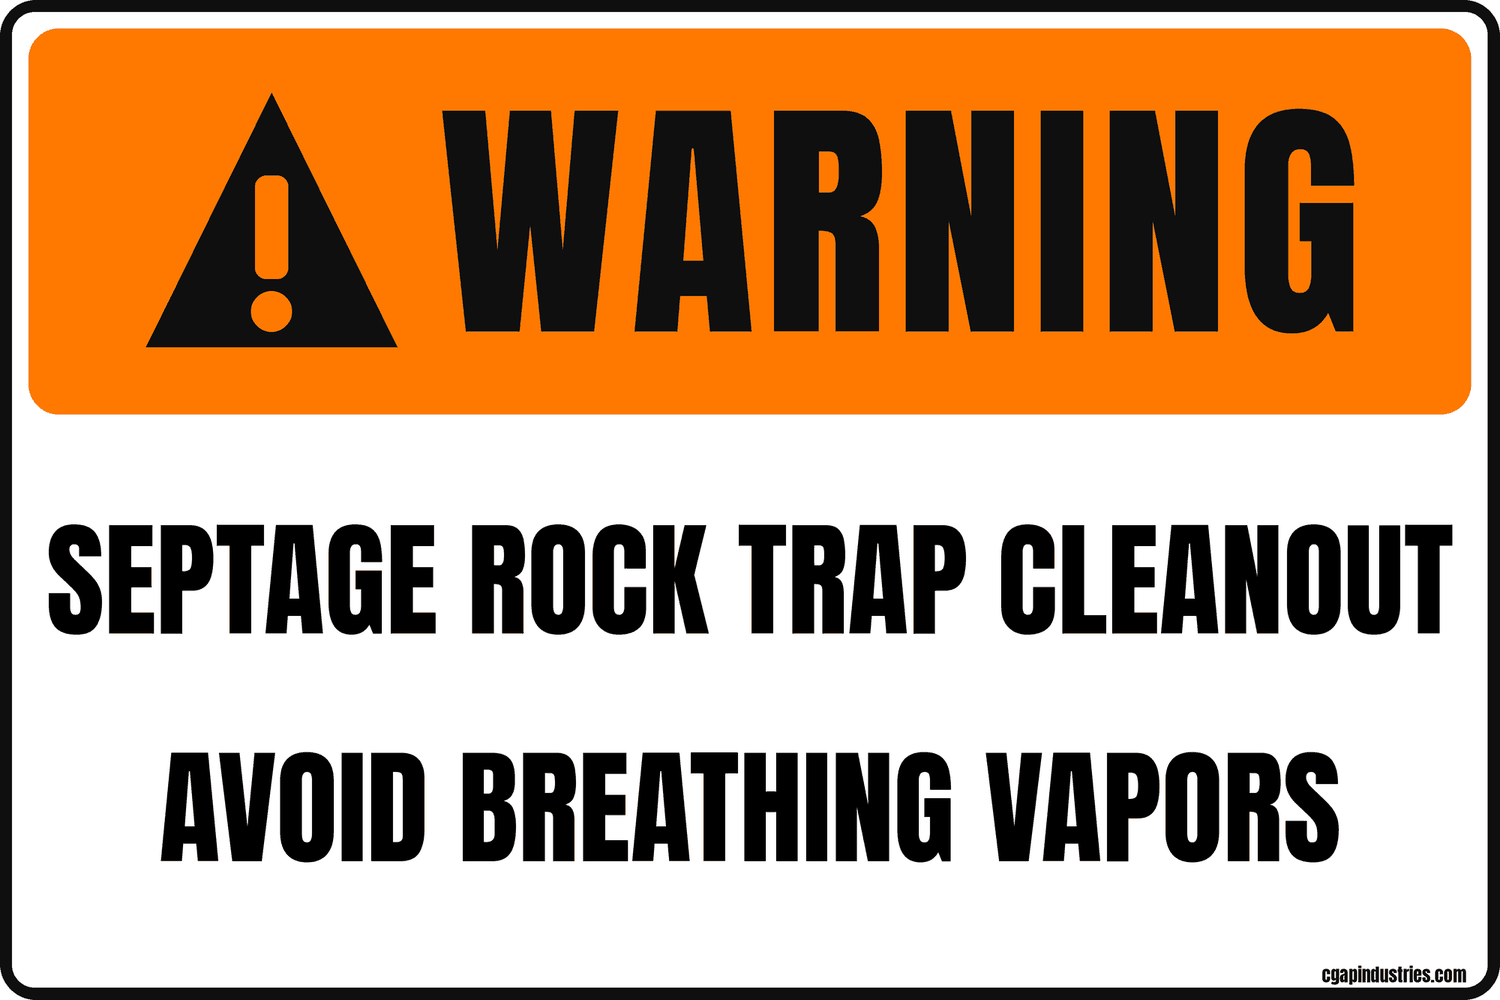 WARNING
SEPTAGE ROCK TRAP CLEANOUT
AVOID BREATHING VAPORS
cgapindustries.com